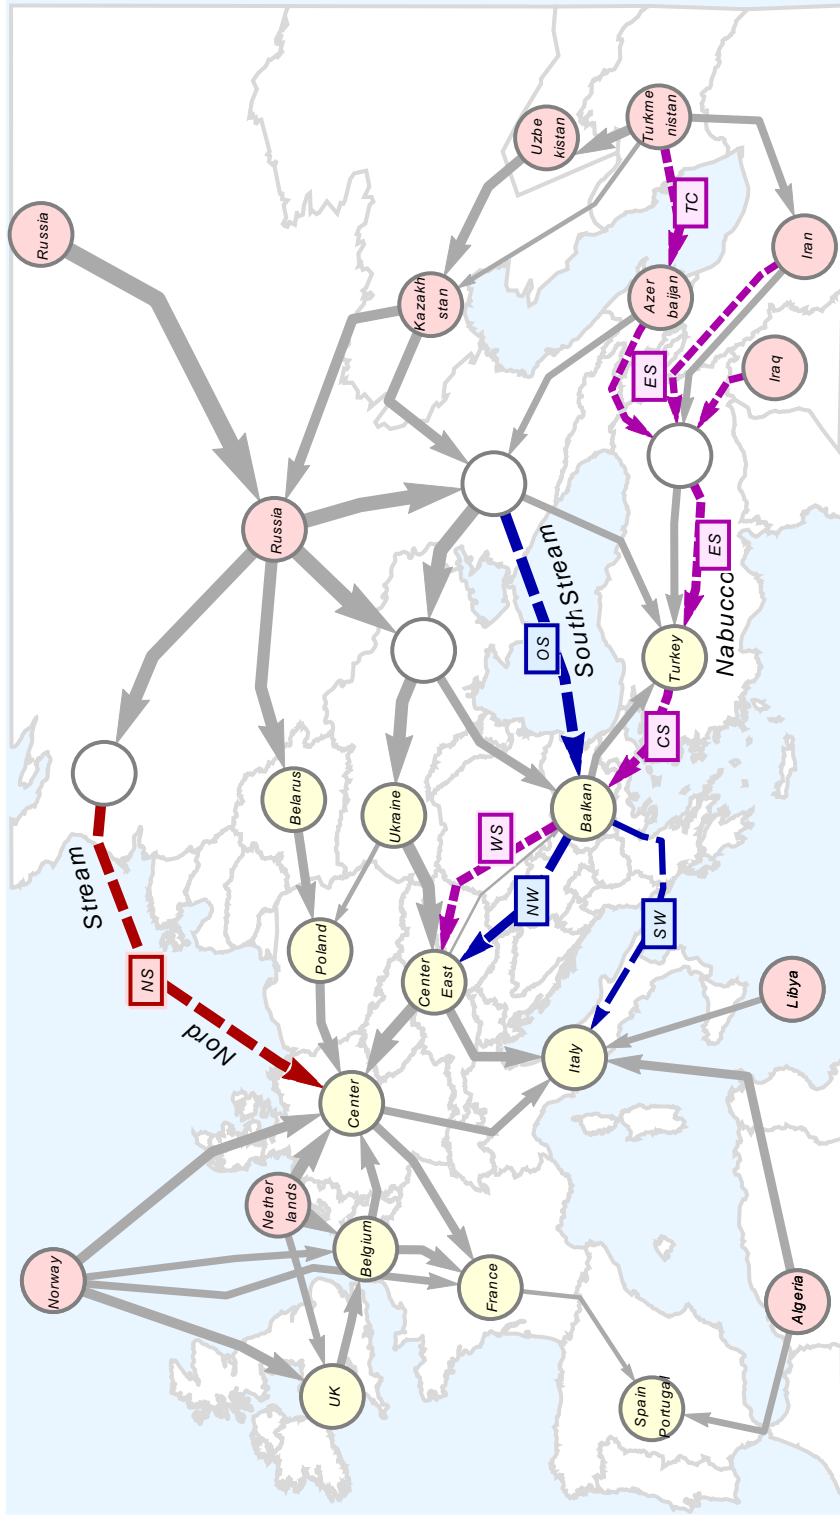 Russia
Uzbe
kistan
Turkme
nistan
TC
Kazakh
stan
Azer
baijan
Iran
ES
Iraq
Russia
ES
South Stream
OS
Nabucco
Turkey
CS
Belarus
Ukraine
Balkan
WS
NW
SW
Stream
NS
Nord
Poland
Center
East
Libya
Italy
Center
Nether
lands
Belgium
Norway
France
Algeria
UK
Spain
Portugal